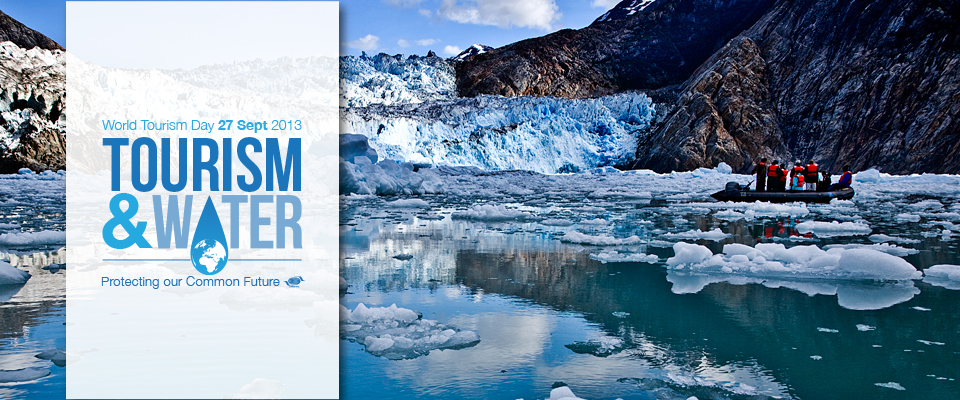 World Tourism Day 27 Sept 2013
TOURISM
&WATER
Protecting our Common Future